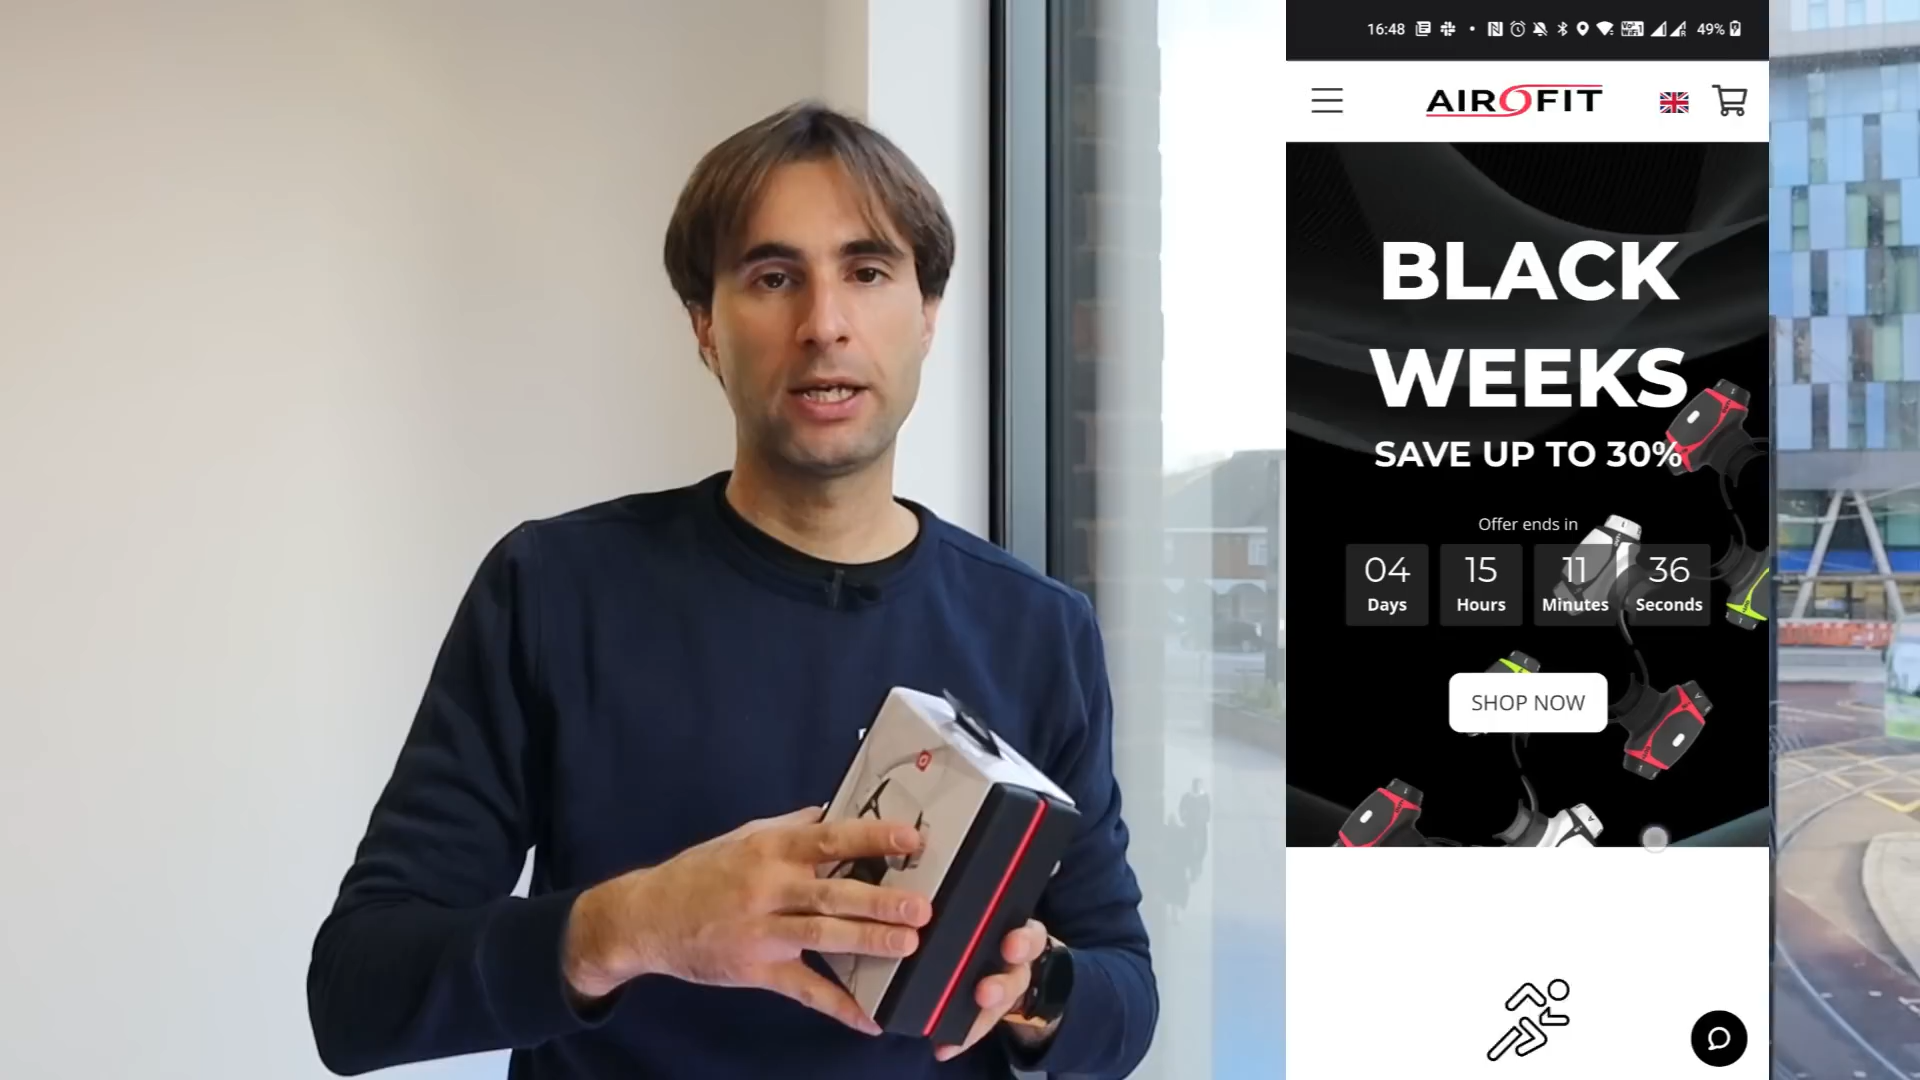 16:48
49%
AIROFIT
BLACK
WEEKS
SAVE UP TO 30%
Offer ends in
04 15 11 36
Days Hours Minutes Seconds
SHOP NOW